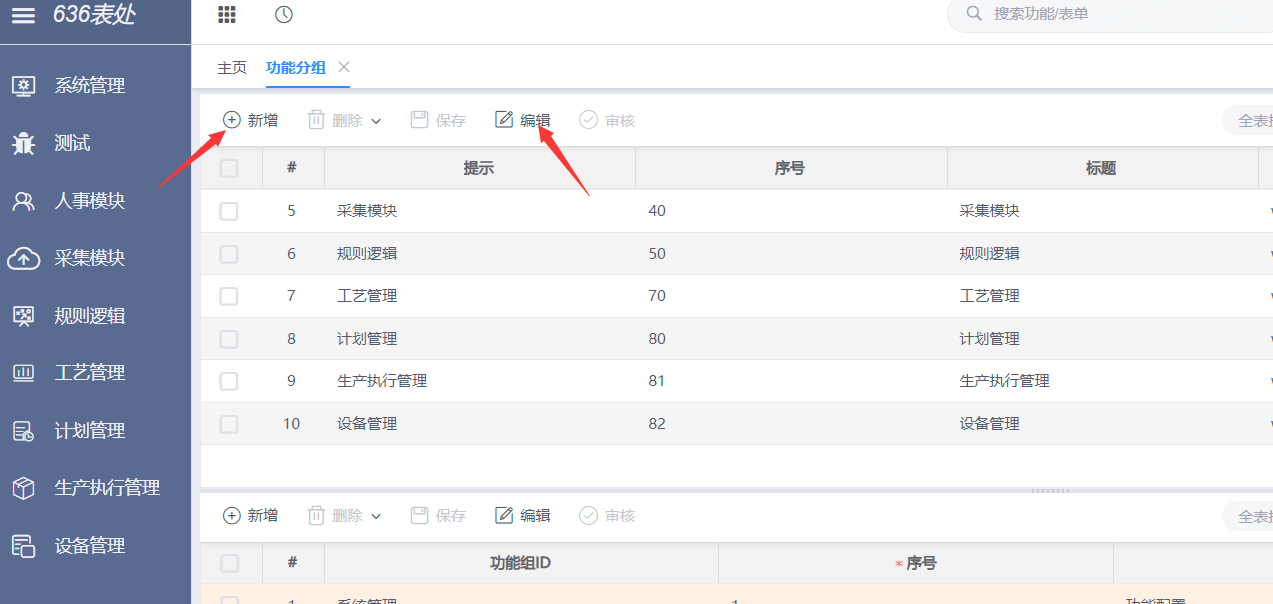 636表处
搜索功能/表单
主页 功能分组
系统管理
测试
人事模块
采集模块
规则逻辑
工艺管理
计划管理
生产执行管理
设备管理
新增 删除 保存 编辑 审核 全表
# 提示 序号 标题
5 采集模块 40 采集模块
6 规则逻辑 50 规则逻辑
7 工艺管理 70 工艺管理
8 计划管理 80 计划管理
9 生产执行管理 81 生产执行管理
10 设备管理 82 设备管理
新增 删除 保存 编辑 审核 全表
# 功能组ID * 序号
1 系统管理 1 功能配置